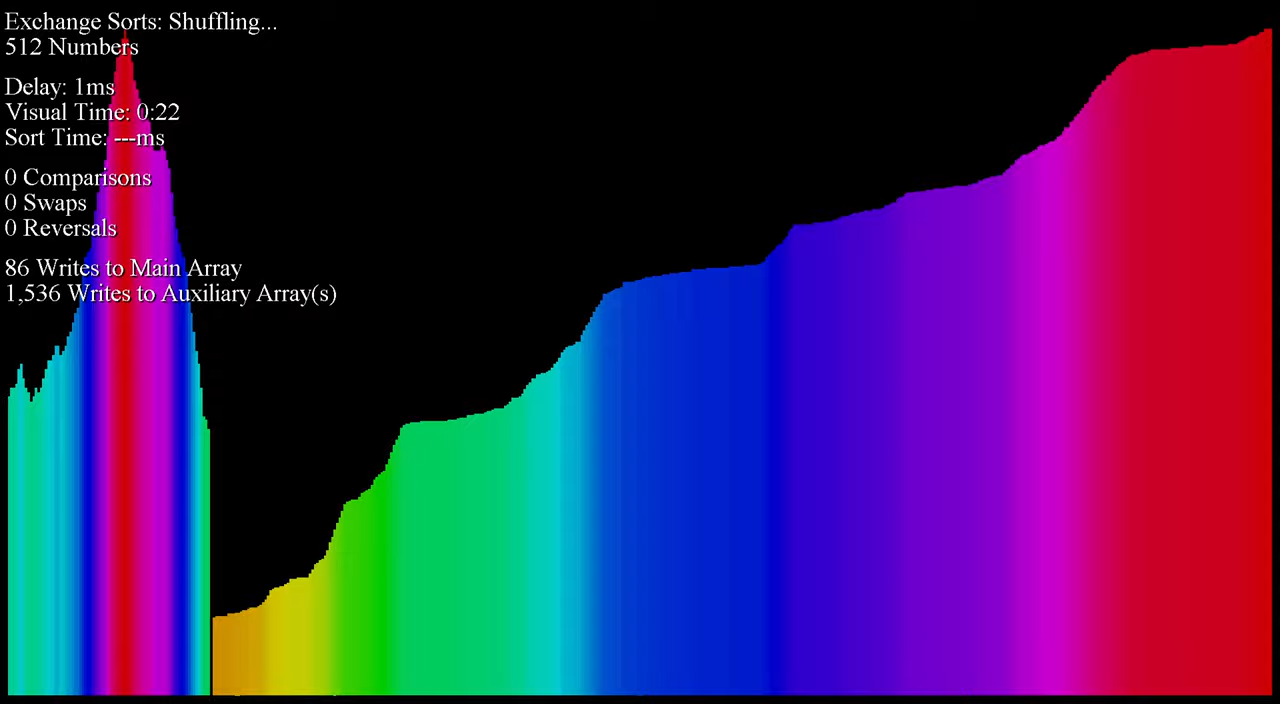 Exchange Sorts: Shuffling...
512 Numbers
Delay: 1ms
Visual Time: 0:22
Sort Time: ---ms
0 Comparisons
0 Swaps
0 Reversals
86 Writes to Main Array
1,536 Writes to Auxiliary Array(s)